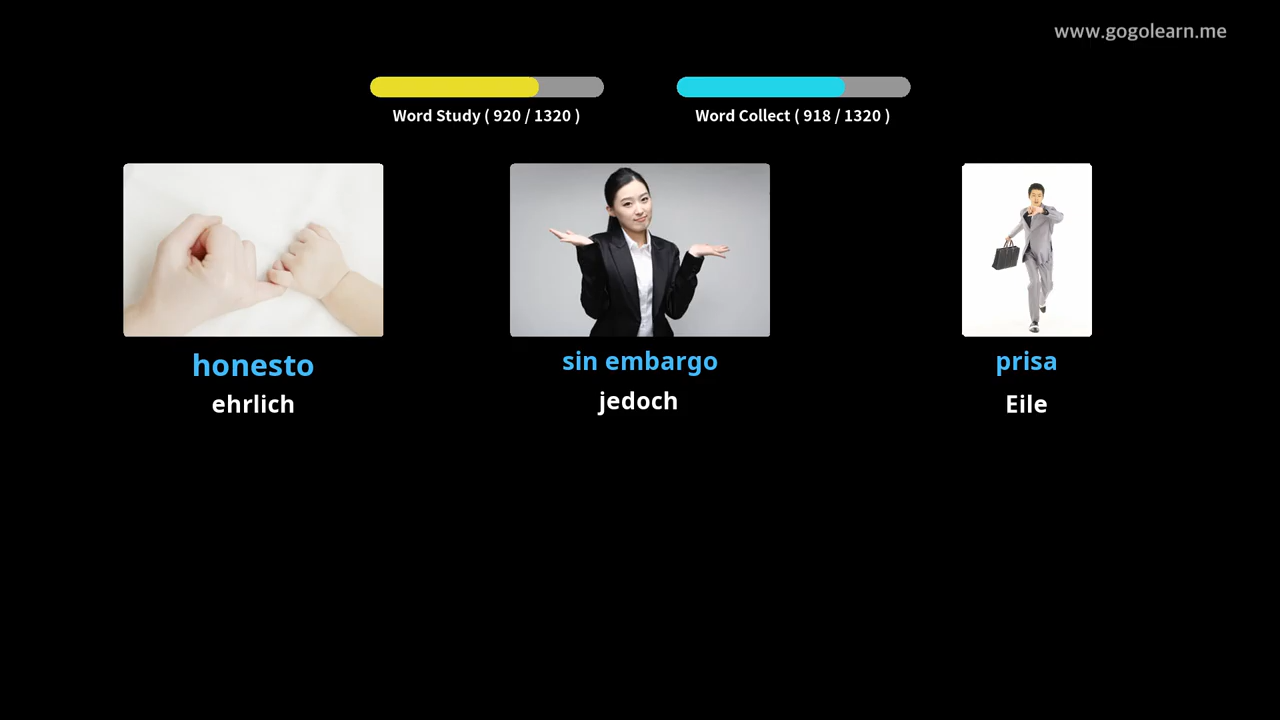 www.gogolearn.me
Word Study ( 920 / 1320 )
Word Collect ( 918 / 1320 )
honesto
ehrlich
sin embargo
jedoch
prisa
Eile